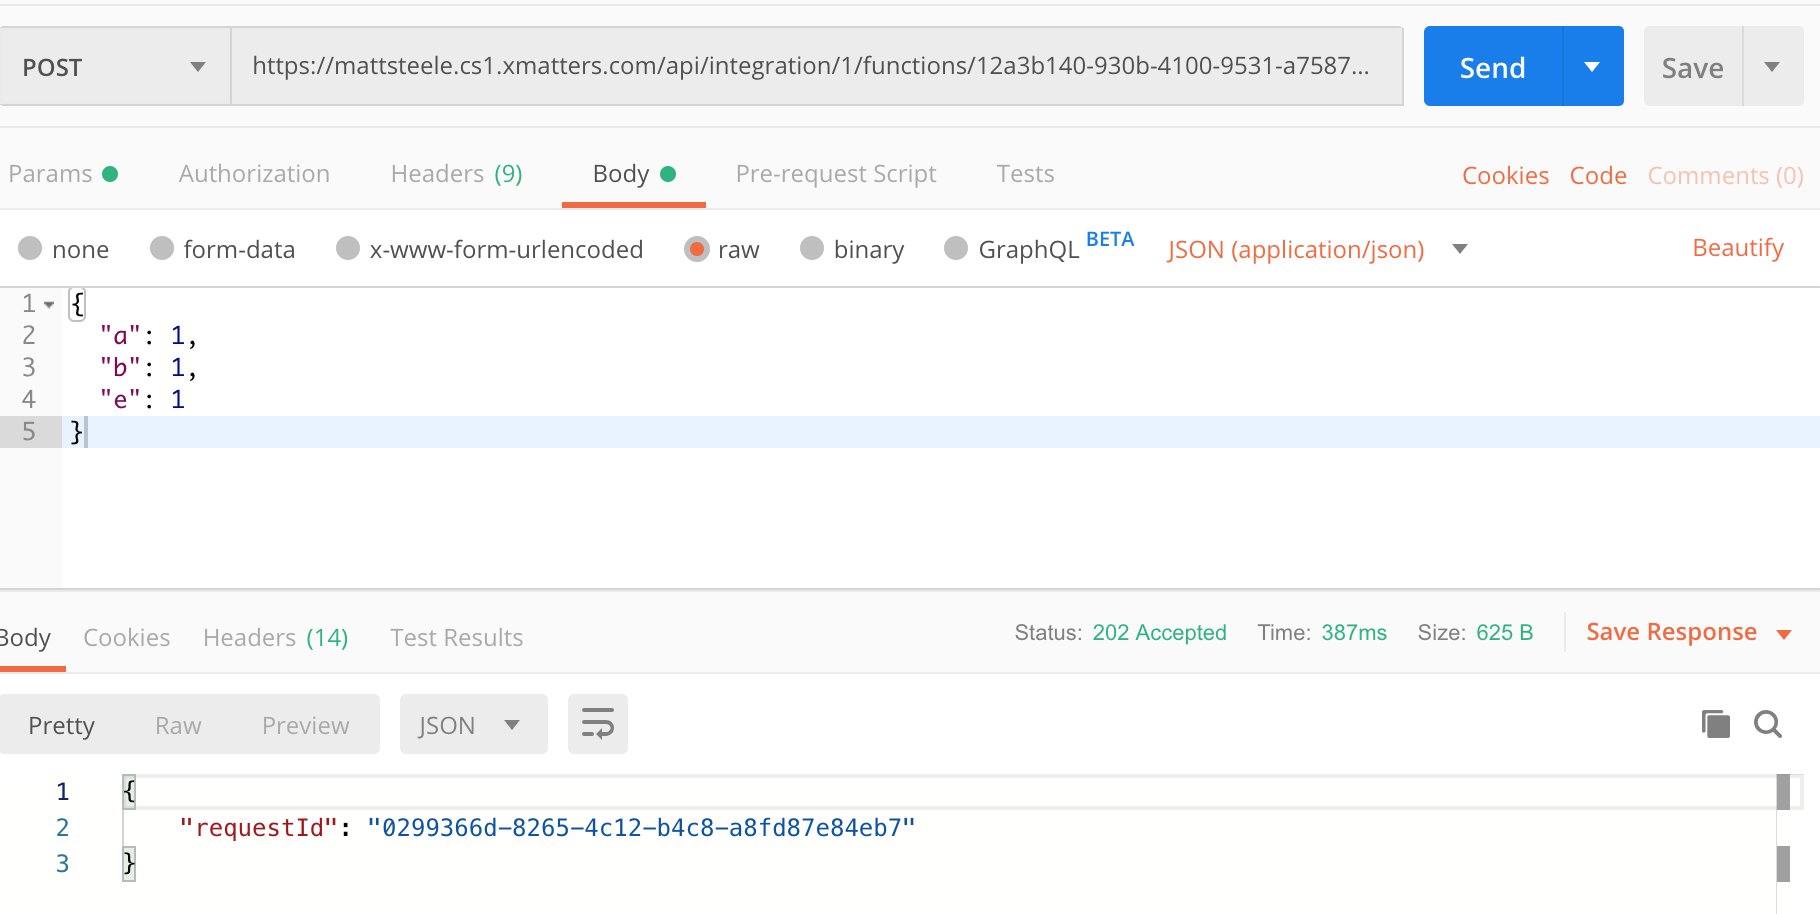 POST https://mattsteele.cs1.xmatters.com/api/integration/1/functions/12a3b140-930b-4100-9531-a7587... Send Save
Params Authorization Headers (9) Body Pre-request Script Tests Cookies Code Comments (0)
none form-data x-www-form-urlencoded raw binary GraphQL BETA JSON (application/json) Beautify
1 {
2 "a": 1,
3 "b": 1,
4 "e": 1
5 }
Body Cookies Headers (14) Test Results Status: 202 Accepted Time: 387ms Size: 625 B Save Response
Pretty Raw Preview JSON
1 {
2 "requestId": "0299366d-8265-4c12-b4c8-a8fd87e84eb7"
3 }